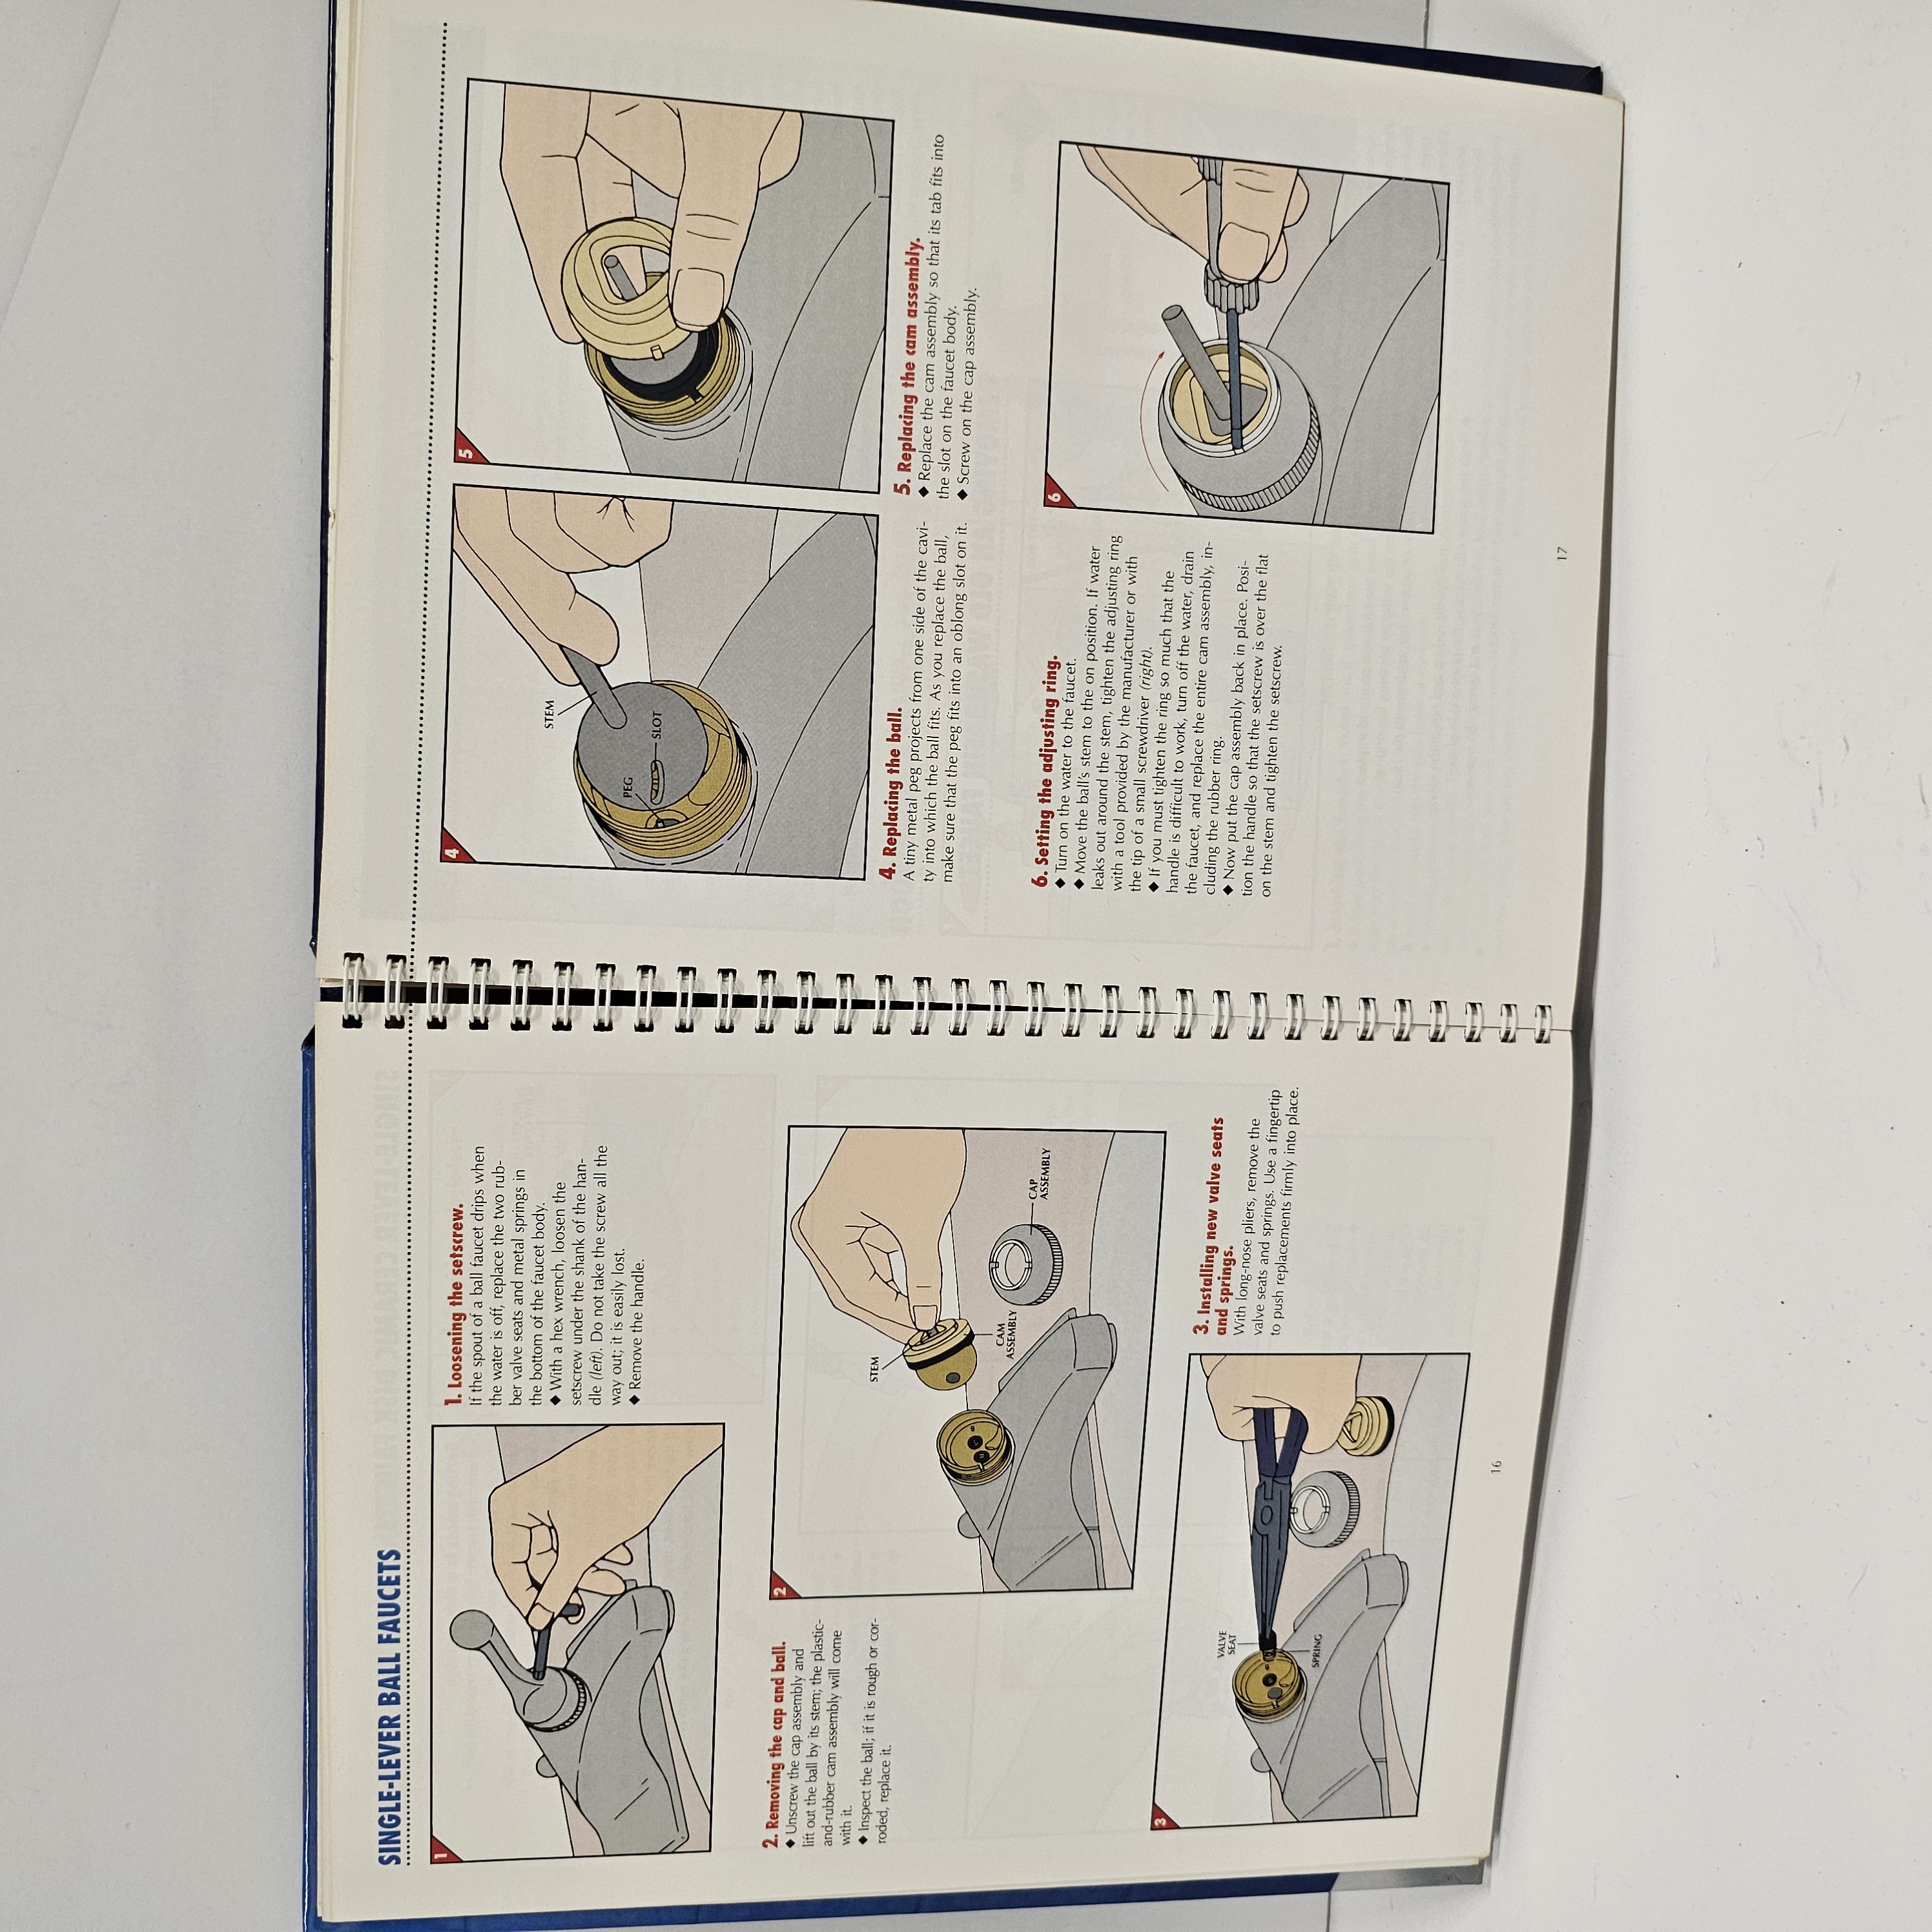 SINGLE-LEVER BALL FAUCETS
1
1. Loosening the setscrew.
If the spout of a ball faucet drips when
the water is off, replace the two rub-
ber valve seats and metal springs in
the bottom of the faucet body.
◆ With a hex wrench, loosen the
setscrew under the shank of the han-
dle (left). Do not take the screw all the
way out; it is easily lost.
◆ Remove the handle.
2. Removing the cap and ball.
◆ Unscrew the cap assembly and
lift out the ball by its stem; the plastic-
and-rubber cam assembly will come
with it.
◆ Inspect the ball; if it is rough or cor-
roded, replace it.
2
STEM
CAM
ASSEMBLY
CAP
ASSEMBLY
3
VALVE
SEAT
SPRING
3. Installing new valve seats
and springs.
With long-nose pliers, remove the
valve seats and springs. Use a fingertip
to push replacements firmly into place.
16
4
STEM
PEG
SLOT
5
4. Replacing the ball.
A tiny metal peg projects from one side of the cavi-
ty into which the ball fits. As you replace the ball,
make sure that the peg fits into an oblong slot on it.
5. Replacing the cam assembly.
◆ Replace the cam assembly so that its tab fits into
the slot on the faucet body.
◆ Screw on the cap assembly.
6. Setting the adjusting ring.
◆ Turn on the water to the faucet.
◆ Move the ball's stem to the on position. If water
leaks out around the stem, tighten the adjusting ring
with a tool provided by the manufacturer or with
the tip of a small screwdriver (right).
◆ If you must tighten the ring so much that the
handle is difficult to work, turn off the water, drain
the faucet, and replace the entire cam assembly, in-
cluding the rubber ring.
◆ Now put the cap assembly back in place. Posi-
tion the handle so that the setscrew is over the flat
on the stem and tighten the setscrew.
6
17